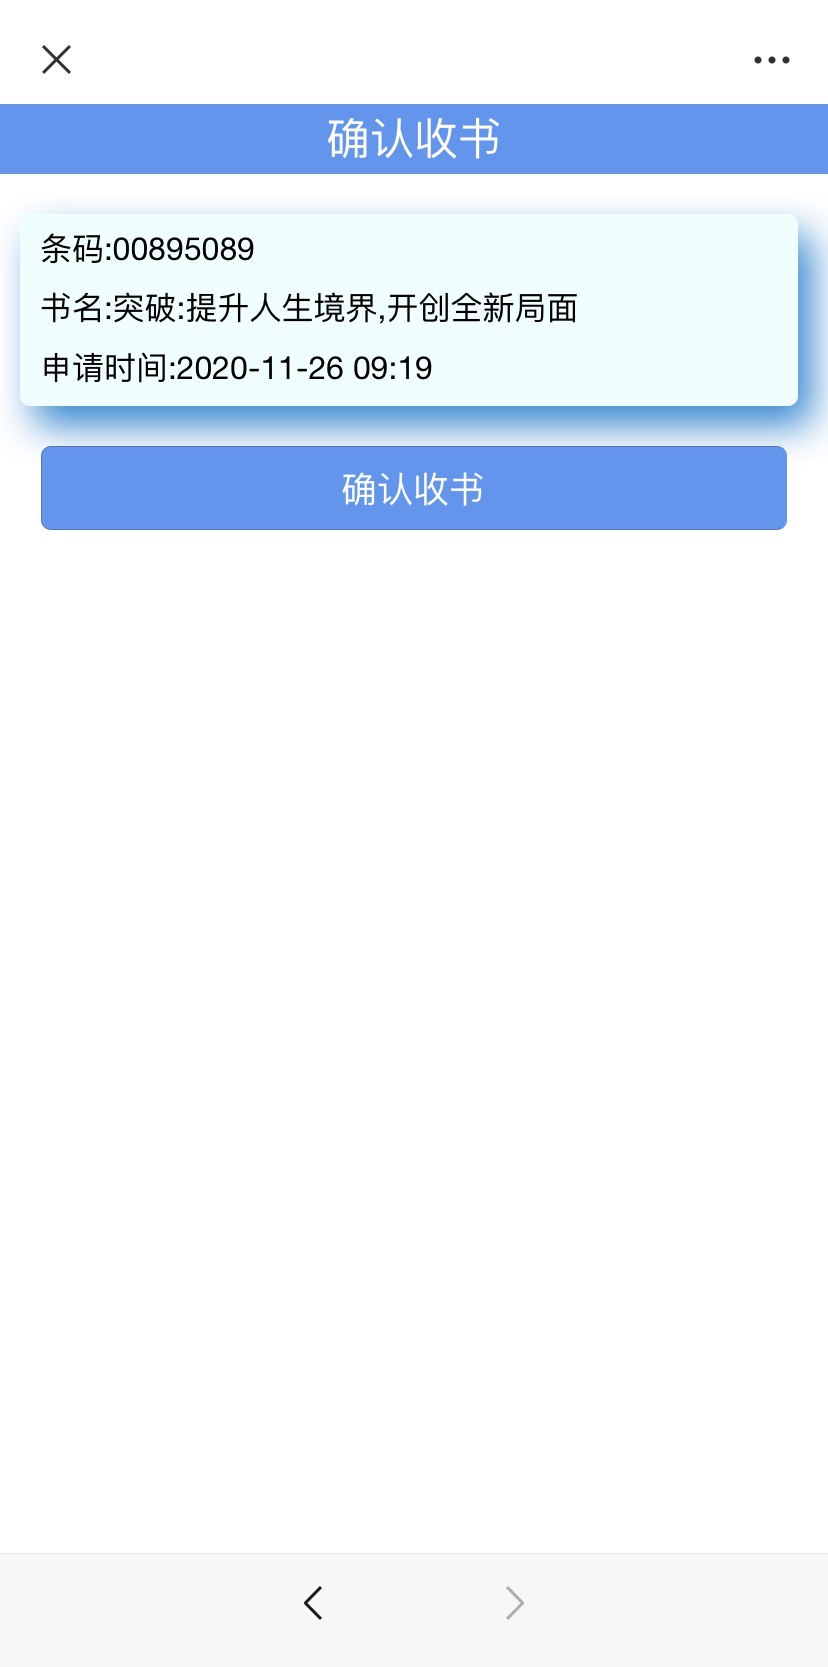 确认收书
条码:00895089
书名:突破:提升人生境界,开创全新局面
申请时间:2020-11-26 09:19
确认收书